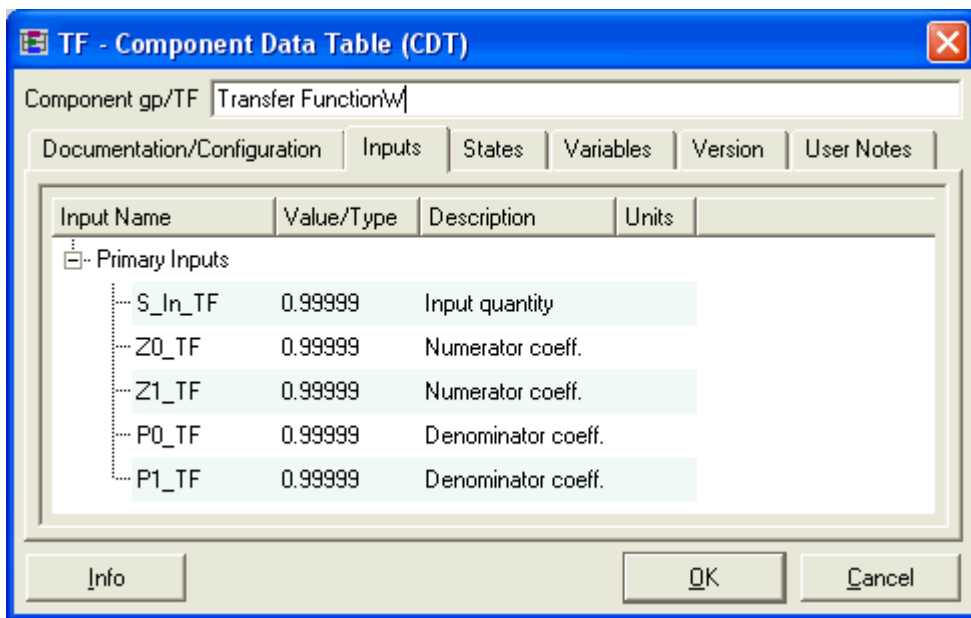 TF - Component Data Table (CDT)
Component gp/TF Transfer Function\W
Documentation/Configuration Inputs States Variables Version User Notes
Input Name Value/Type Description Units
Primary Inputs
S_In_TF 0.99999 Input quantity
Z0_TF 0.99999 Numerator coeff.
Z1_TF 0.99999 Numerator coeff.
P0_TF 0.99999 Denominator coeff.
P1_TF 0.99999 Denominator coeff.
Info OK Cancel